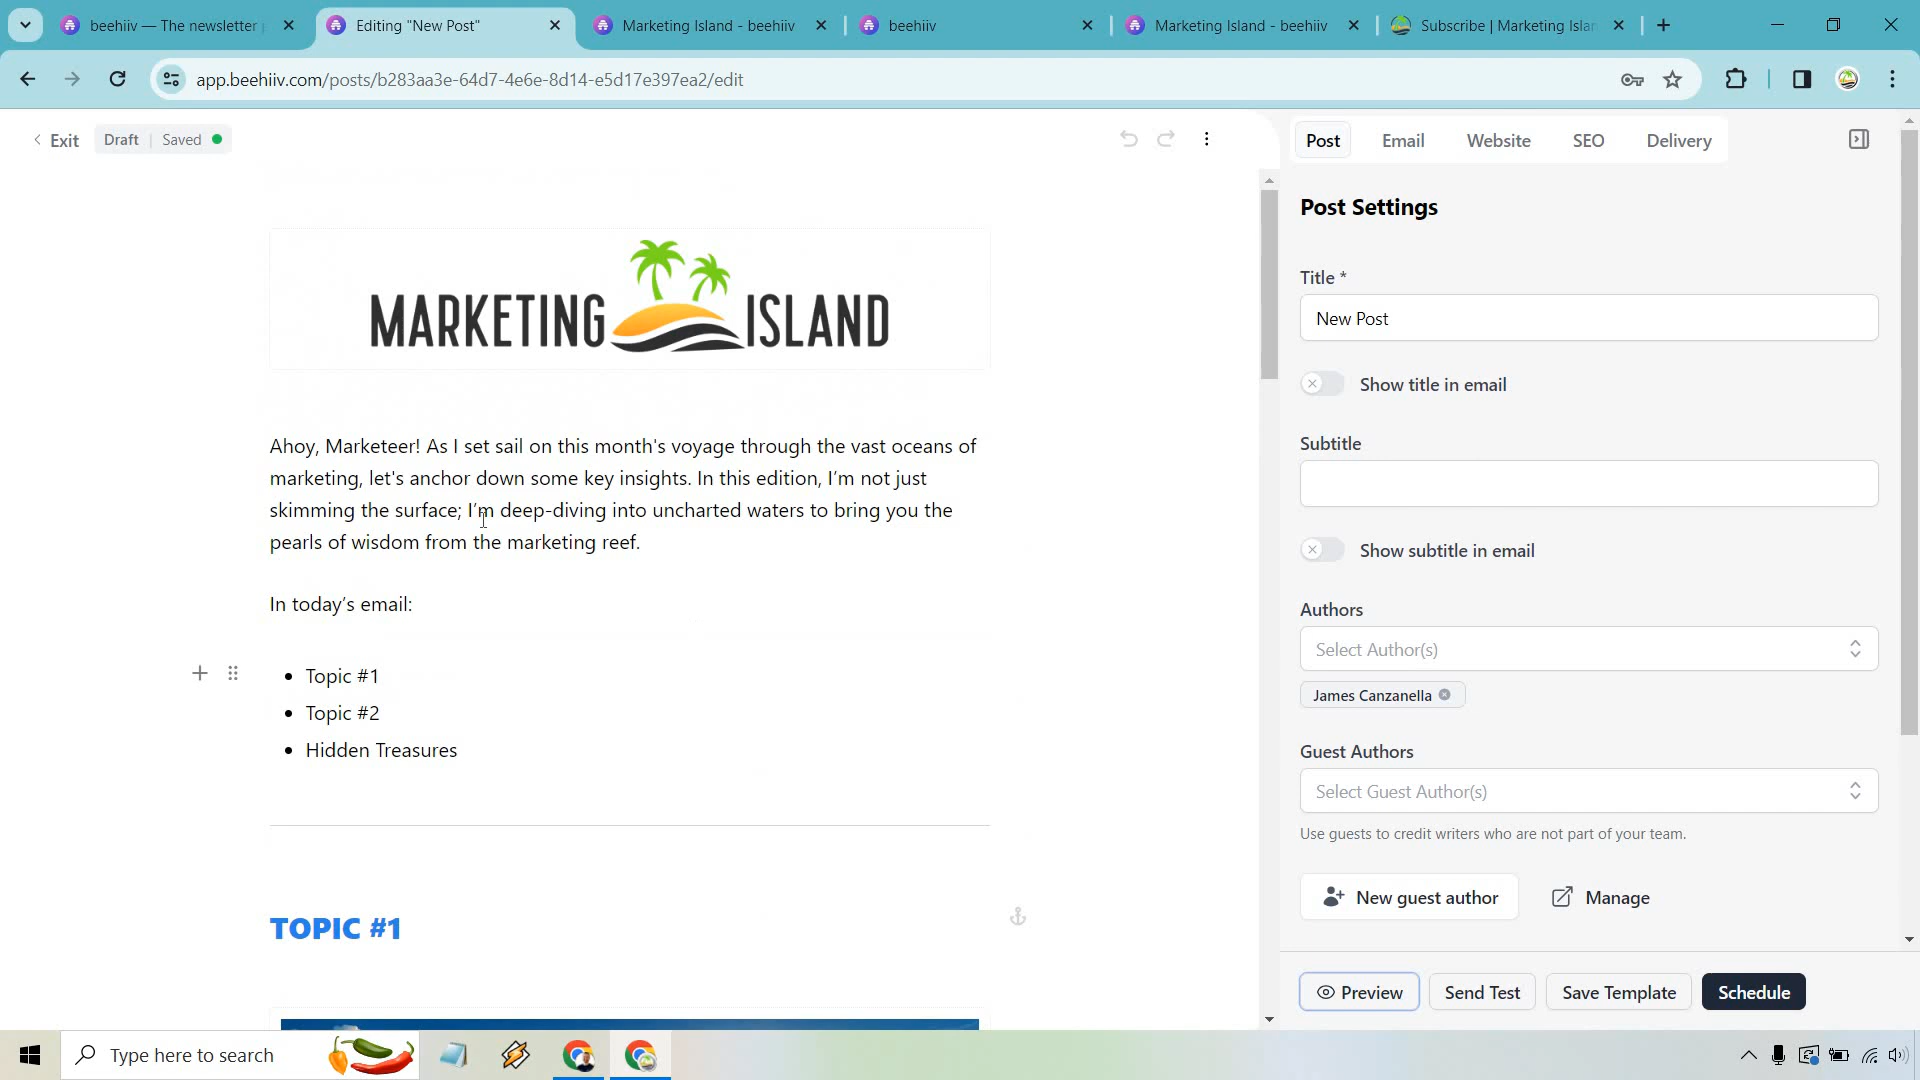 beehiiv — The newsletter
Editing "New Post"
Marketing Island - beehiiv
beehiiv
Marketing Island - beehiiv
Subscribe | Marketing Islan
app.beehiiv.com/posts/b283aa3e-64d7-4e6e-8d14-e5d17e397ea2/edit
Exit
Draft | Saved
Post
Email
Website
SEO
Delivery
MARKETING ISLAND
Ahoy, Marketeer! As I set sail on this month's voyage through the vast oceans of
marketing, let's anchor down some key insights. In this edition, I’m not just
skimming the surface; I’m deep-diving into uncharted waters to bring you the
pearls of wisdom from the marketing reef.
In today’s email:
Topic #1
Topic #2
Hidden Treasures
TOPIC #1
Post Settings
Title *
New Post
Show title in email
Subtitle
Show subtitle in email
Authors
Select Author(s)
James Canzanella
Guest Authors
Select Guest Author(s)
Use guests to credit writers who are not part of your team.
New guest author
Manage
Preview
Send Test
Save Template
Schedule
Type here to search